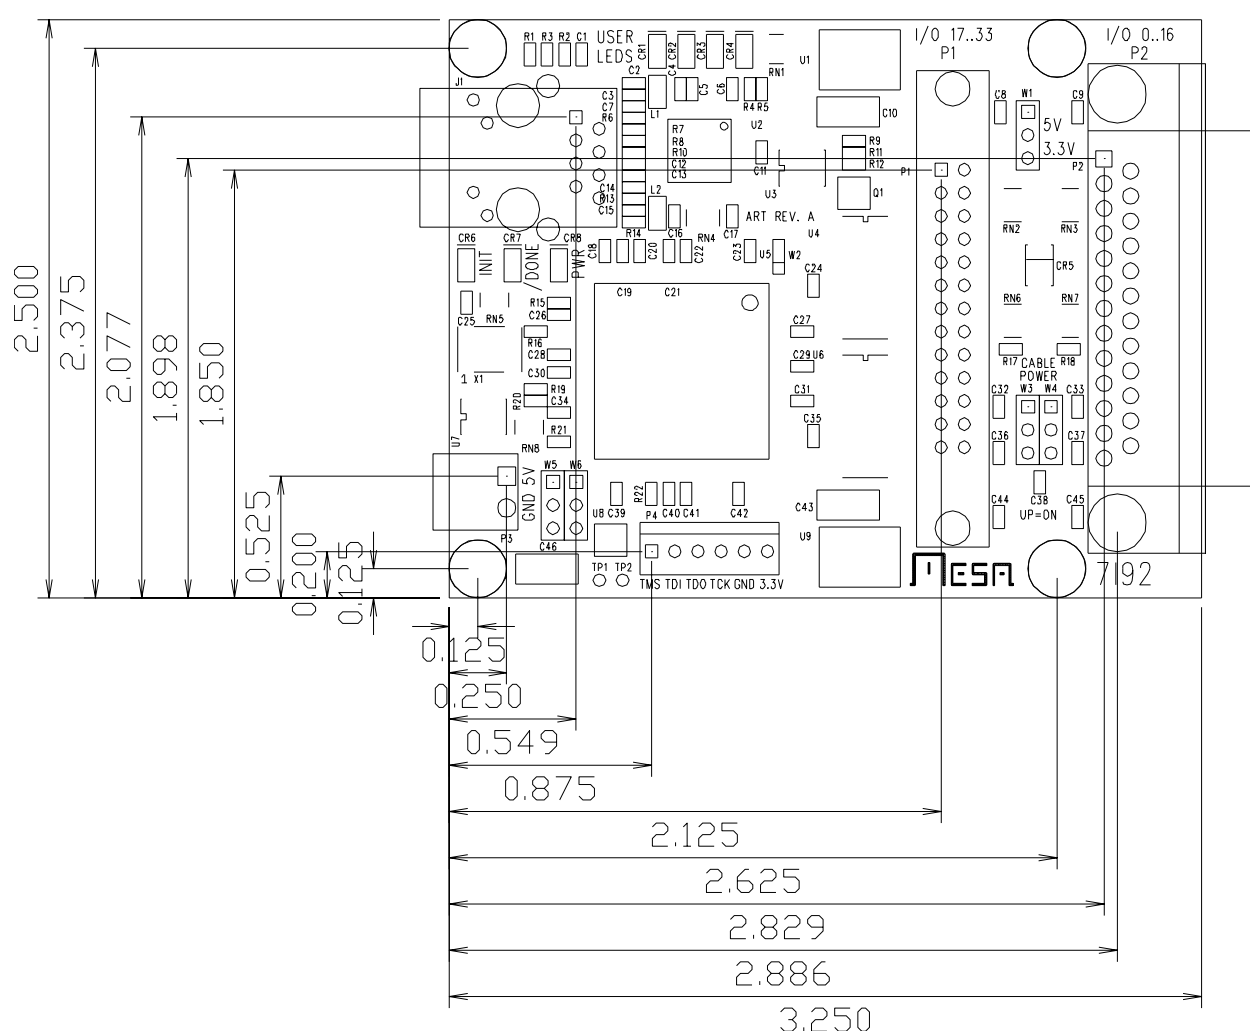 R1 R3 R2 C1 USER
LEDS
CR1 CR2 CR3 CR4
RN1
U1
I/O 17..33
P1
I/O 0..16
P2
J1
C2
C4
C5
C6
R4 R5
C10
C8
W1
C9
5V
3.3V
C3
C7
R6
L1
R7
R8
R10
C12
C13
U2
C11
U3
R9
R11
R12
Q1
P1
P2
C14
R13
C15
L2
C16
RN4
C17
ART REV. A
U4
RN2
RN3
CR6
CR7
CR8
INIT
/DONE
PWR
C18
R14
C20
C22
C23
U5
W2
C24
CR5
C19
C21
C25
RN5
R15
C26
R16
C28
C30
C27
C29
U6
RN6
RN7
R17
R18
CABLE
POWER
1
X1
R19
R20
C34
R21
C31
C35
C32
W3 W4
C33
C36
C37
U7
RN8
GND 5V
P3
W5
W6
C46
U8
C39
R22
P4
C40
C41
C42
C43
U9
C38
UP=ON
C44
C45
TP1
TP2
TMS TDI TDO TCK GND 3.3V
MESA
7I92
2.500
2.375
2.077
1.898
1.850
0.525
0.200
0.125
0.125
0.250
0.549
0.875
2.125
2.625
2.829
2.886
3.250